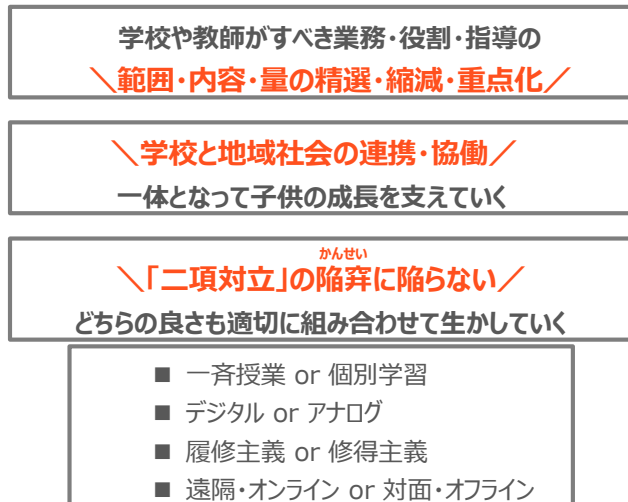 学校や教師がすべき業務・役割・指導の
＼範囲・内容・量の精選・縮減・重点化／
＼学校と地域社会の連携・協働／
一体となって子供の成長を支えていく
かんせい
＼「二項対立」の陥穽に陥らない／
どちらの良さも適切に組み合わせて生かしていく
■ 一斉授業 or 個別学習
■ デジタル or アナログ
■ 履修主義 or 修得主義
■ 遠隔・オンライン or 対面・オフライン